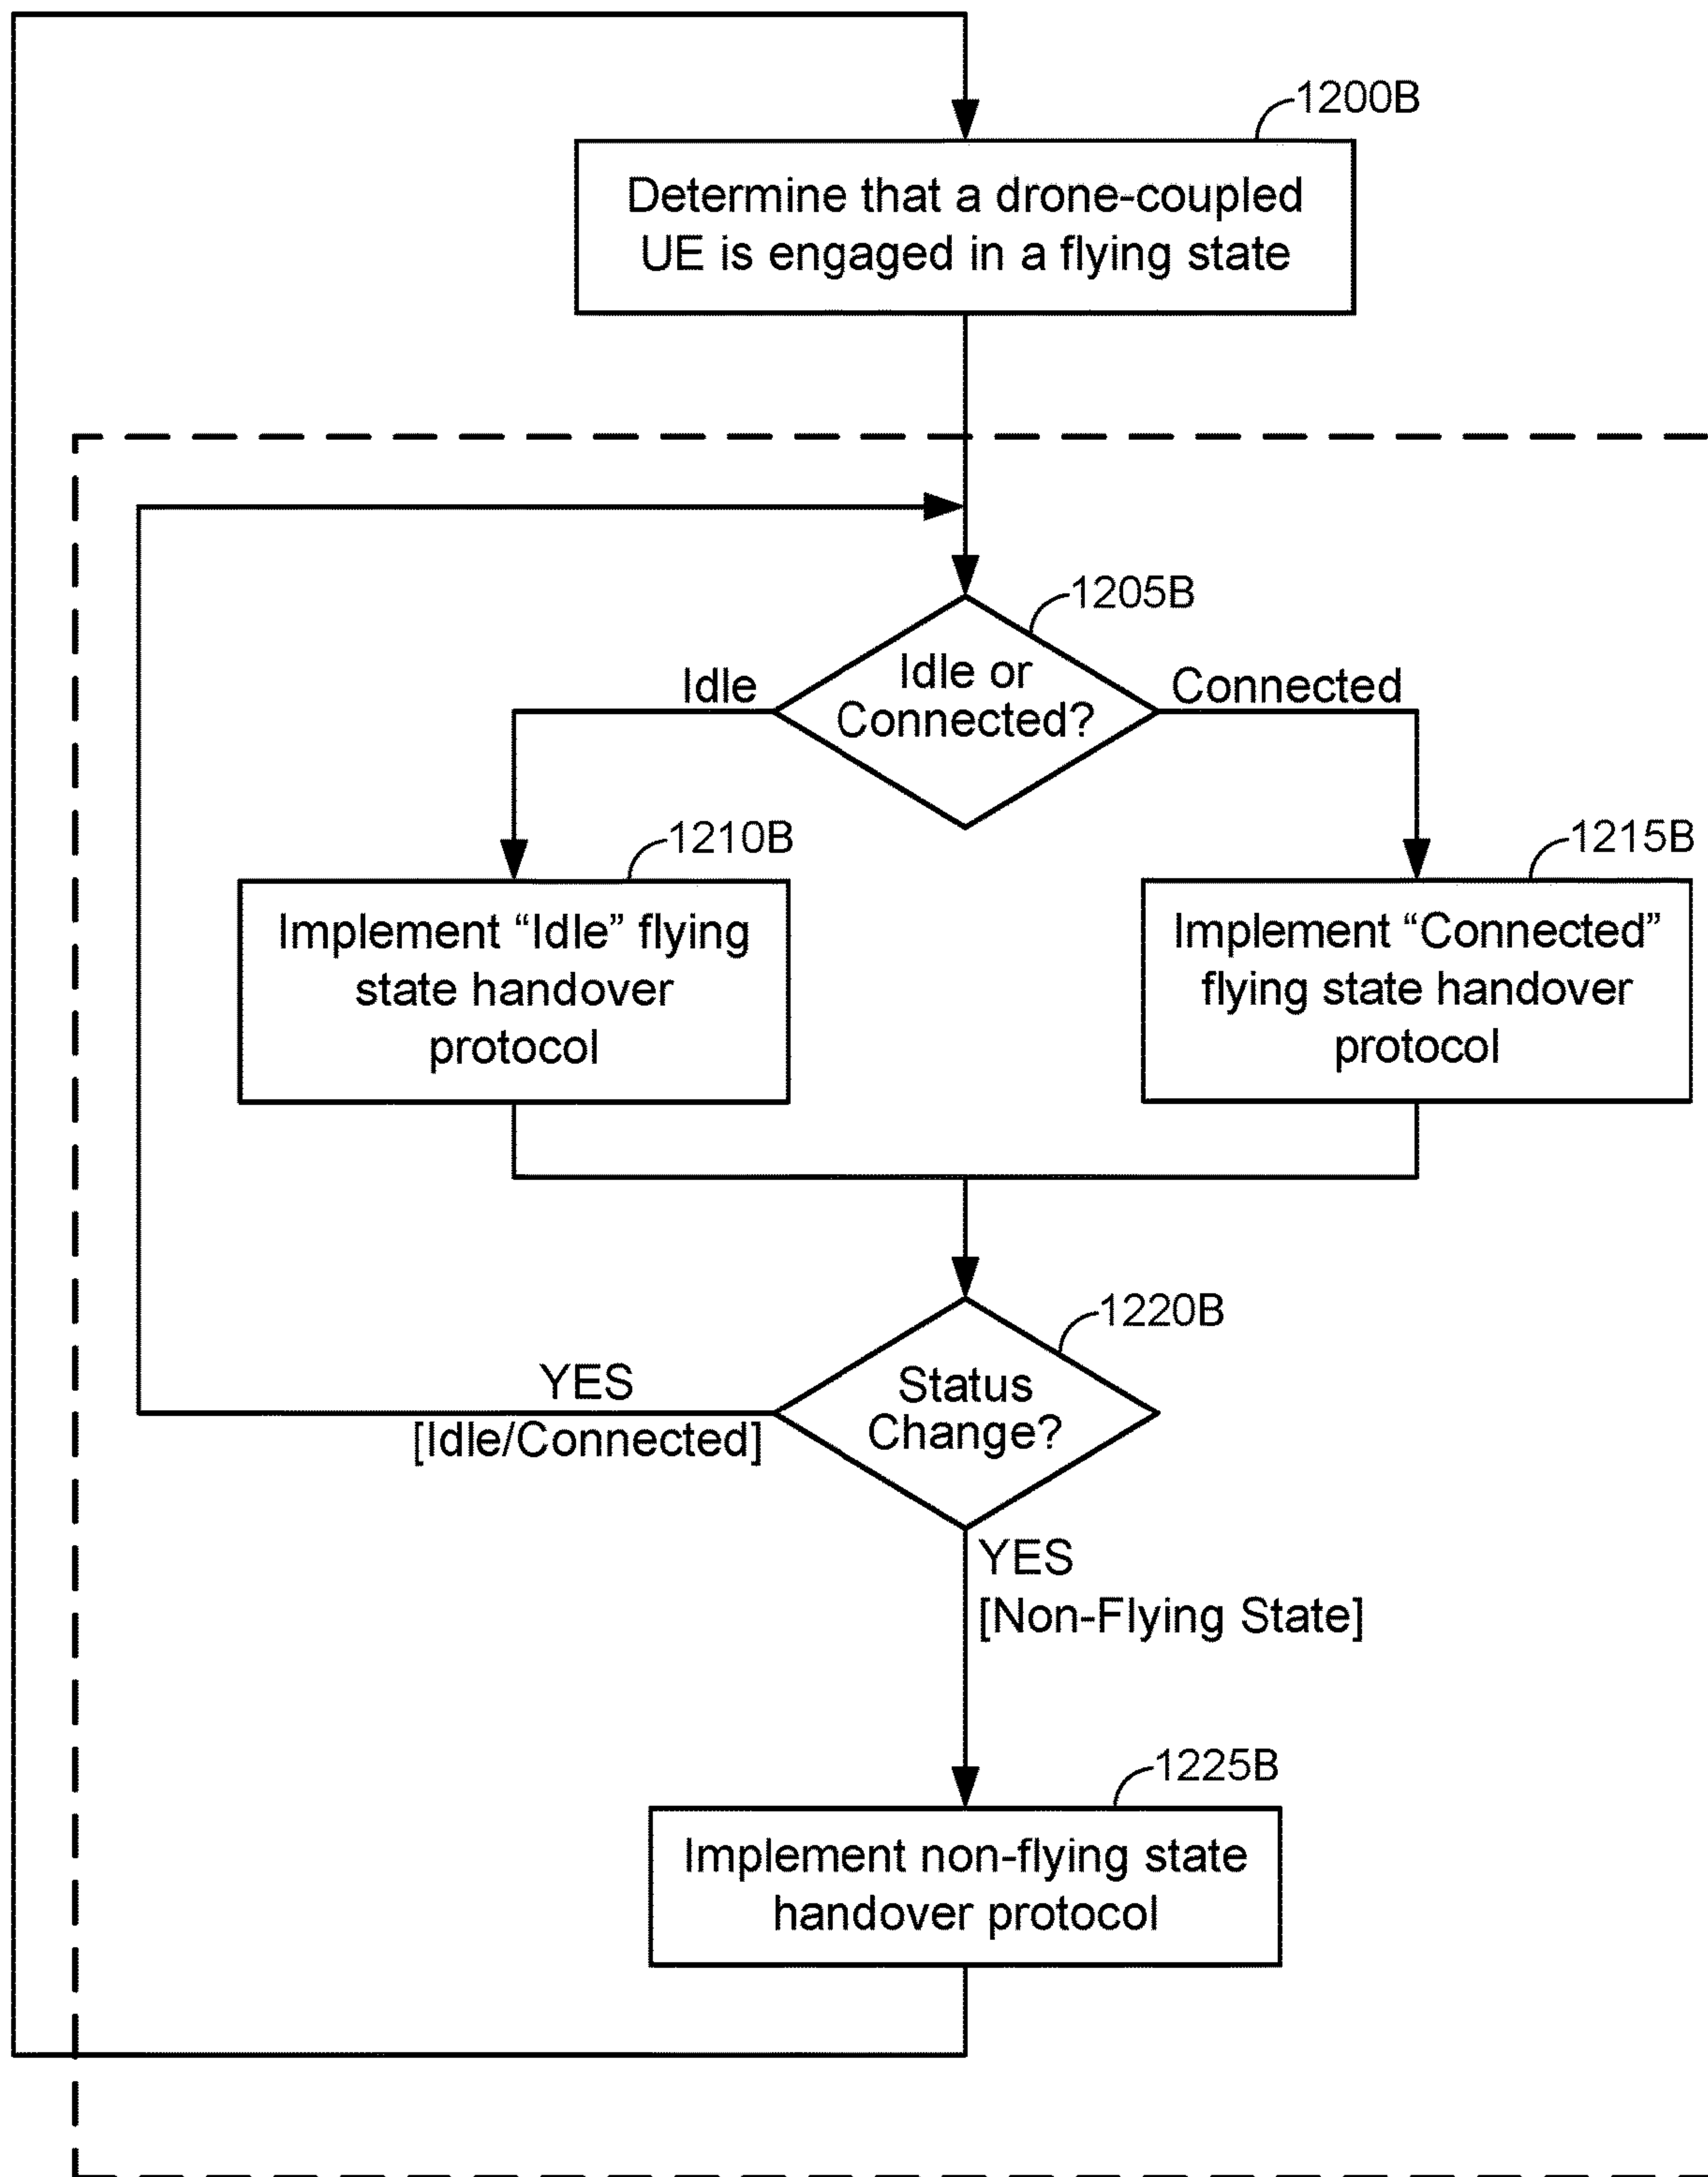 1200B
Determine that a drone-coupled
UE is engaged in a flying state
1205B
Idle or
Connected?
Idle
Connected
1210B
Implement “Idle” flying
state handover
protocol
1215B
Implement “Connected”
flying state handover
protocol
1220B
Status
Change?
YES
[Idle/Connected]
YES
[Non-Flying State]
1225B
Implement non-flying state
handover protocol